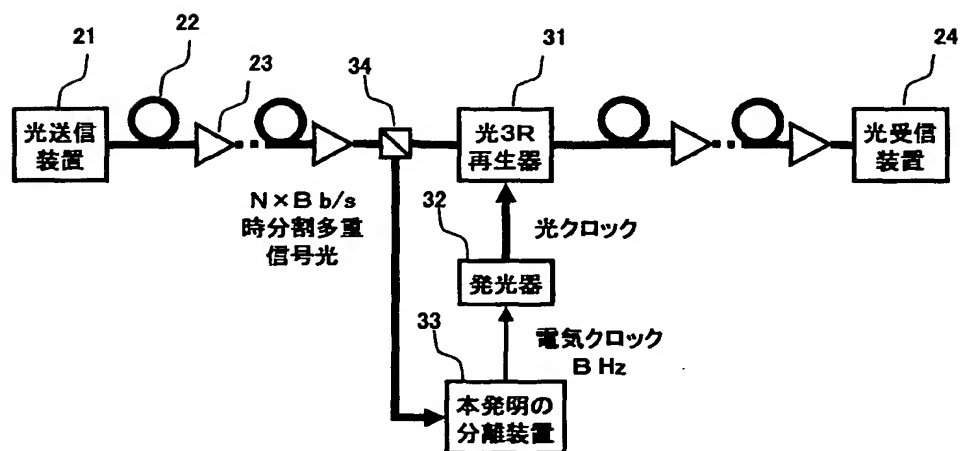 21
22
23
34
31
24
光送信
装置
光3R
再生器
光受信
装置
N×B b/s
時分割多重
信号光
32
光クロック
発光器
33
電気クロック
B Hz
本発明の
分離装置